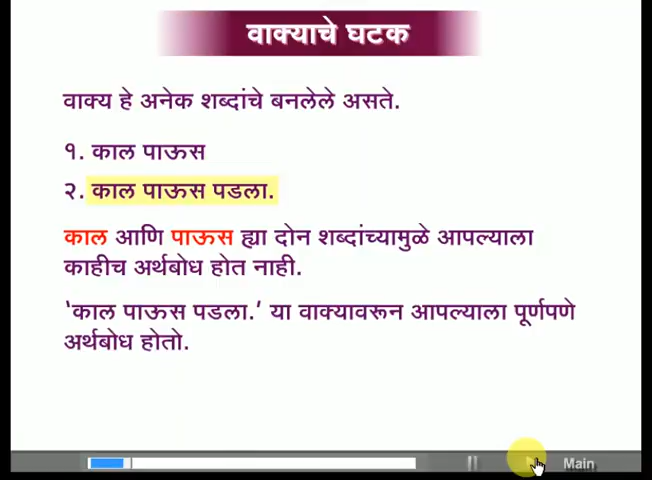 वाक्याचे घटक
वाक्य हे अनेक शब्दांचे बनलेले असते.
१. काल पाऊस
२. काल पाऊस पडला.
काल आणि पाऊस ह्या दोन शब्दांच्यामुळे आपल्याला
काहीच अर्थबोध होत नाही.
‘काल पाऊस पडला.’ या वाक्यावरून आपल्याला पूर्णपणे
अर्थबोध होतो.
Main